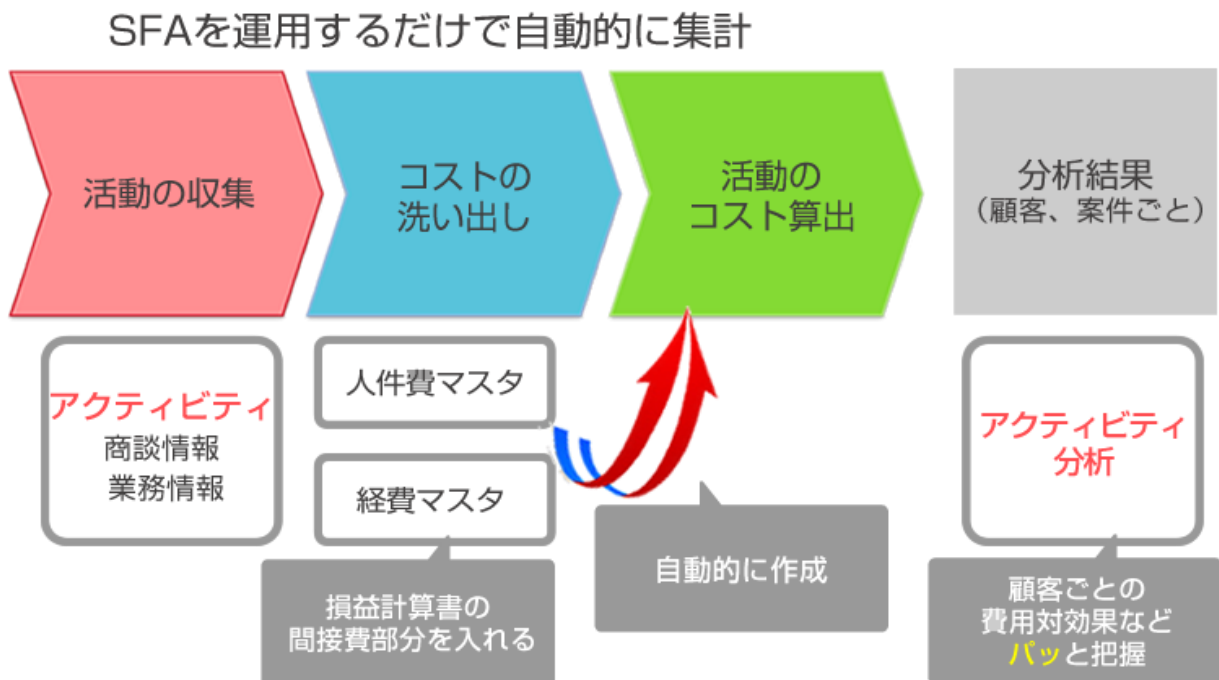 SFAを運用するだけで自動的に集計
活動の収集
コストの
洗い出し
活動の
コスト算出
分析結果
（顧客、案件ごと）
アクティビティ
商談情報
業務情報
人件費マスタ
経費マスタ
損益計算書の
間接費部分を入れる
自動的に作成
アクティビティ
分析
顧客ごとの
費用対効果など
パッと把握